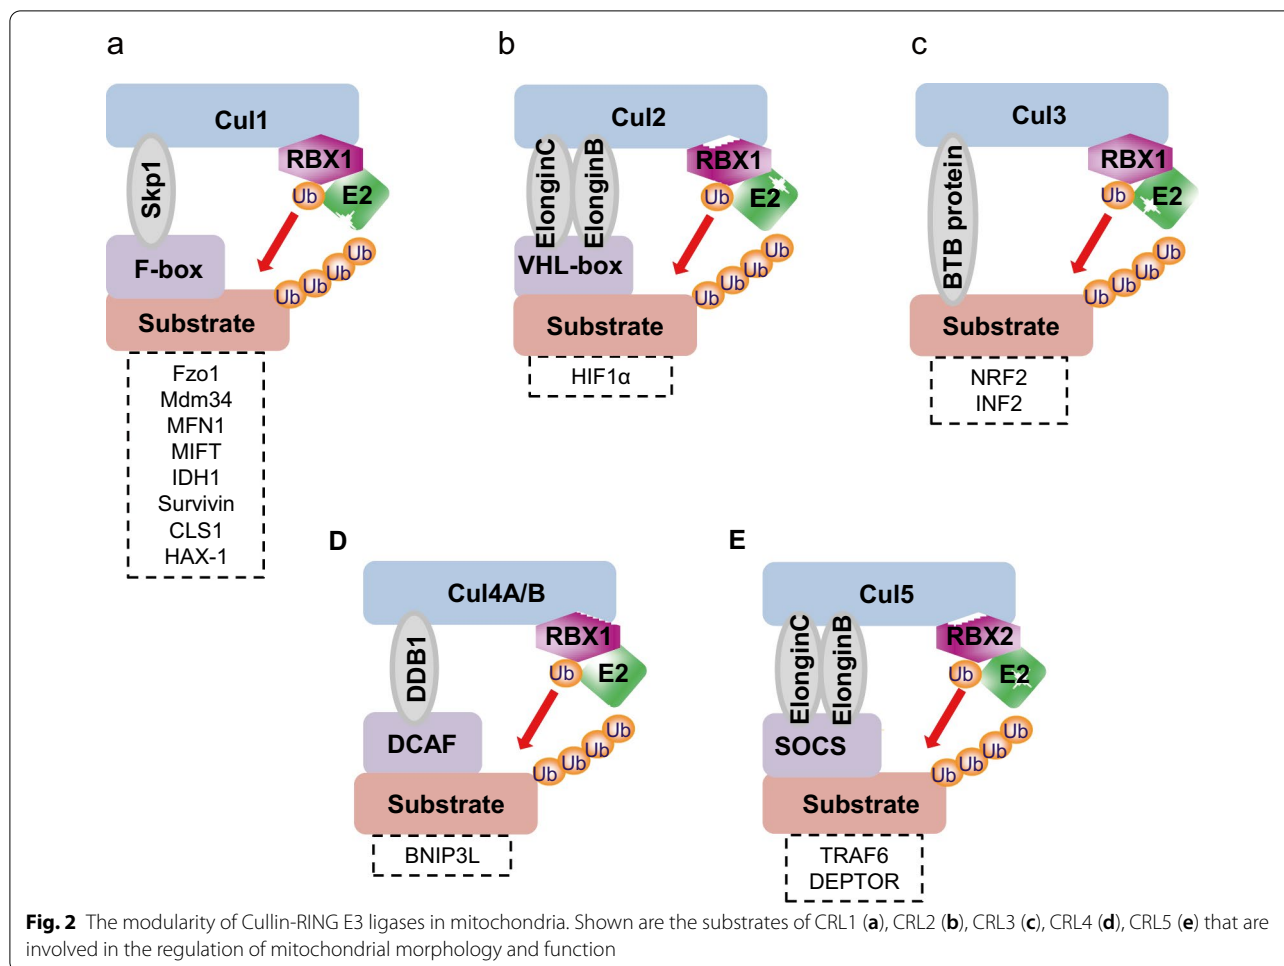 a
Cul1
Skp1
RBX1
Ub
E2
F-box
Ub Ub Ub Ub
Substrate
Fzo1
Mdm34
MFN1
MIFT
IDH1
Survivin
CLS1
HAX-1
b
Cul2
ElonginC
ElonginB
RBX1
Ub
E2
VHL-box
Ub Ub Ub Ub
Substrate
HIF1α
c
Cul3
BTB protein
RBX1
Ub
E2
Ub Ub Ub Ub
Substrate
NRF2
INF2
D
Cul4A/B
DDB1
RBX1
Ub
E2
DCAF
Ub Ub Ub Ub
Substrate
BNIP3L
E
Cul5
ElonginC
ElonginB
RBX2
Ub
E2
SOCS
Ub Ub Ub Ub
Substrate
TRAF6
DEPTOR
Fig. 2 The modularity of Cullin-RING E3 ligases in mitochondria. Shown are the substrates of CRL1 (a), CRL2 (b), CRL3 (c), CRL4 (d), CRL5 (e) that are
involved in the regulation of mitochondrial morphology and function